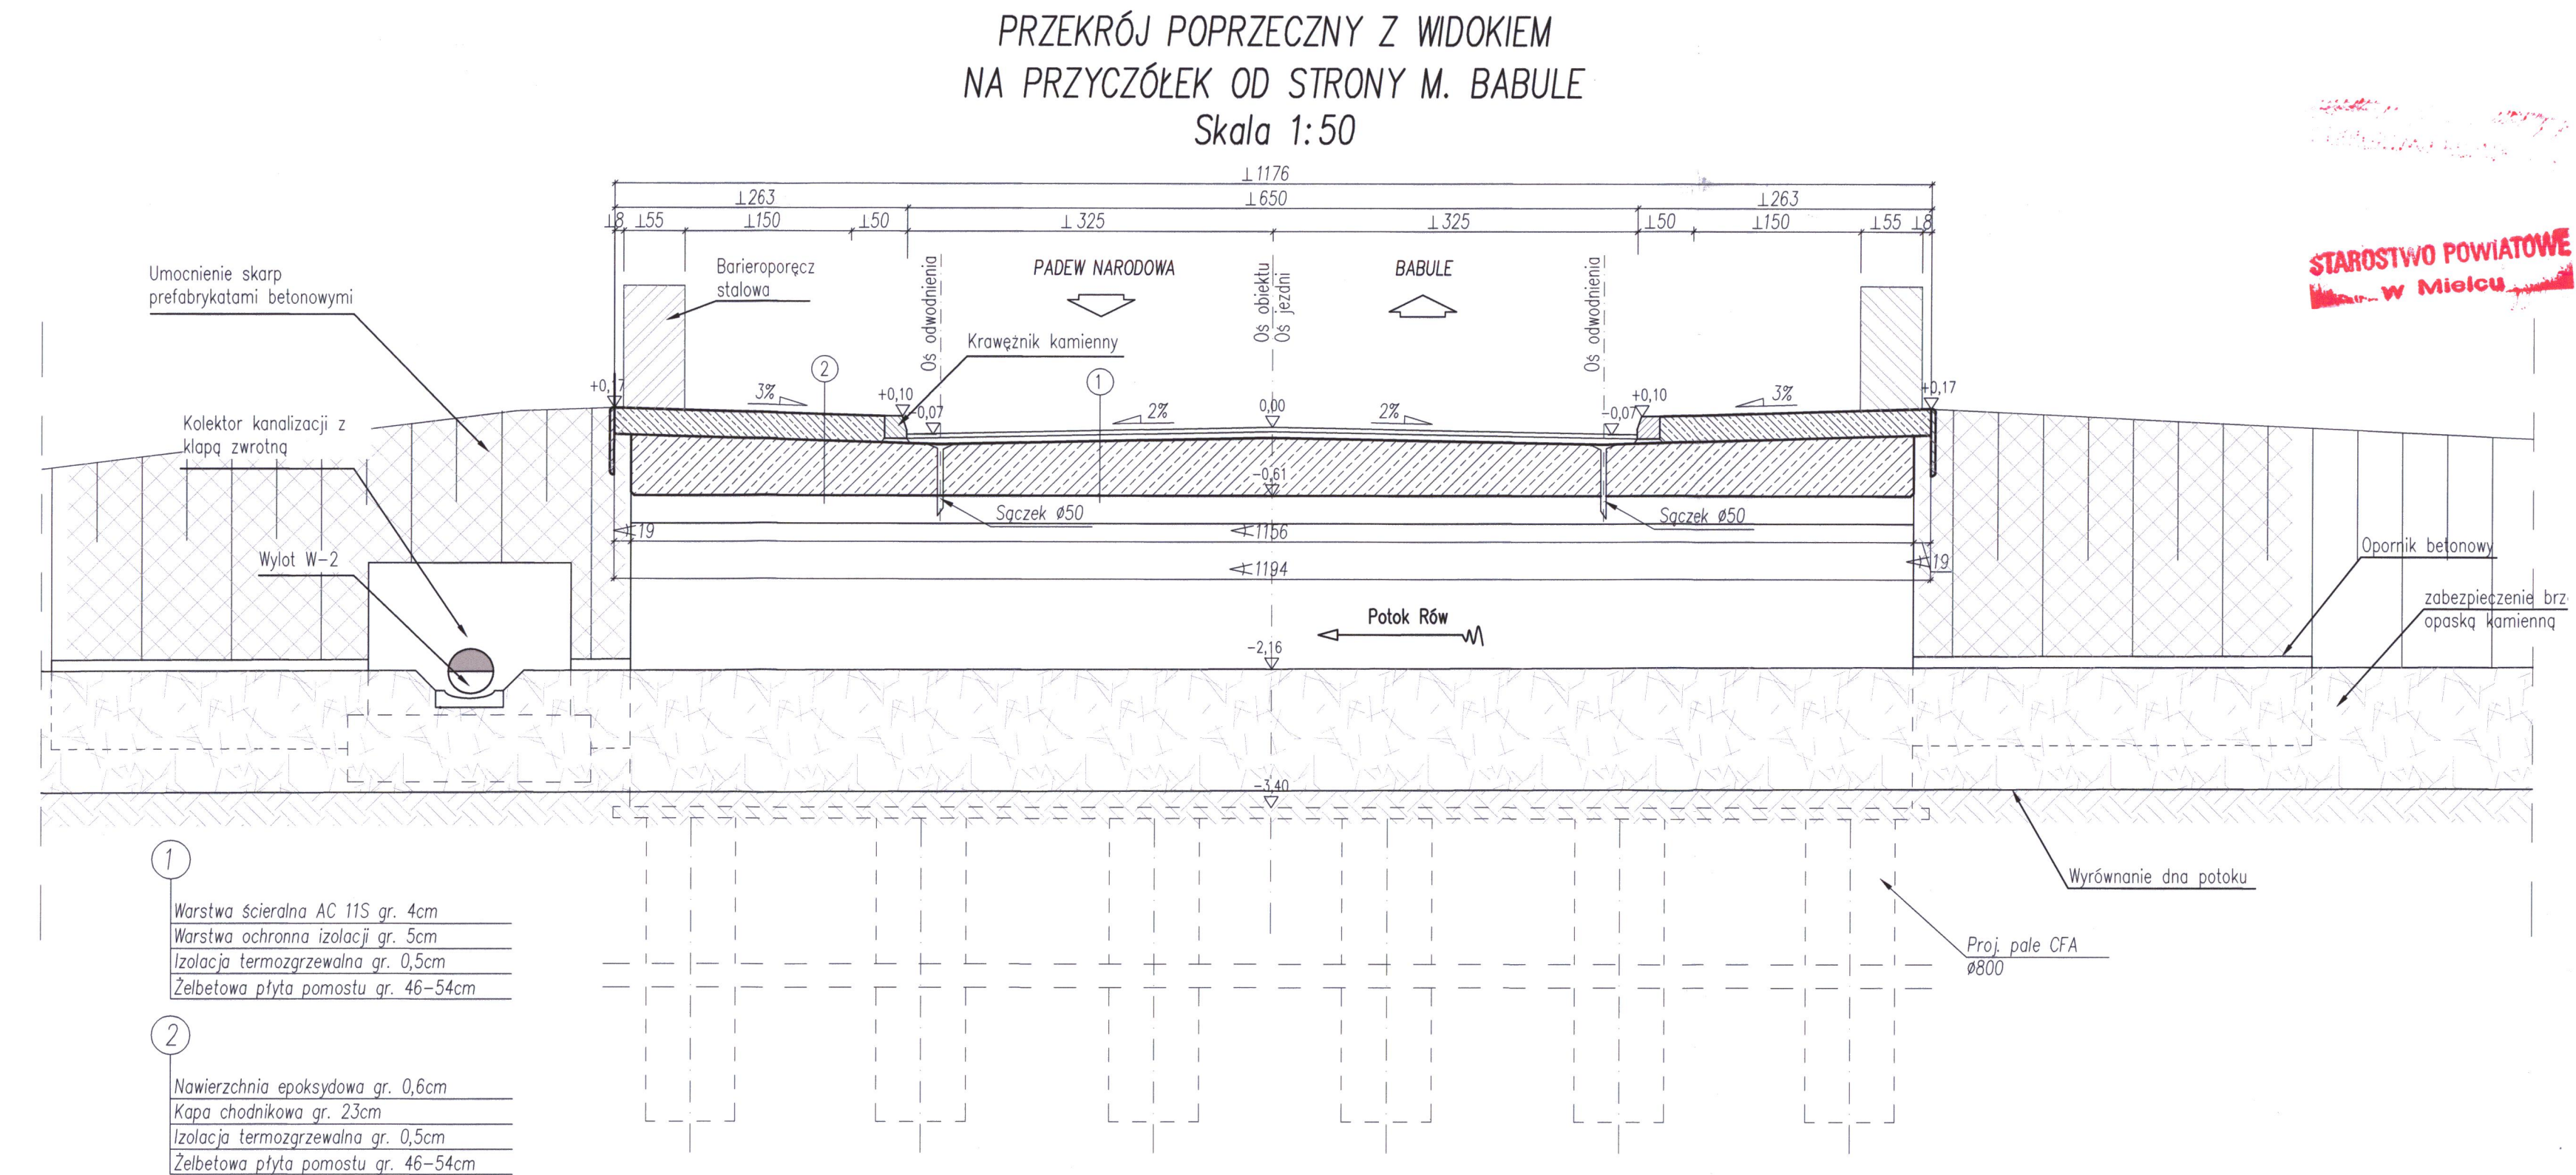 PRZEKRÓJ POPRZECZNY Z WIDOKIEM
NA PRZYCZÓŁEK OD STRONY M. BABULE
Skala 1:50
STAROSTWO POWIATOWE
w Mielcu
⊥1176
⊥263
⊥650
⊥263
⊥8
⊥55
⊥150
⊥50
⊥325
⊥325
⊥50
⊥150
⊥55
⊥8
Umocnienie skarp
prefabrykatami betonowymi
Barieroporęcz
stalowa
Oś odwodnienia
PADEW NARODOWA
Oś obiektu
Oś jezdni
BABULE
Oś odwodnienia
Krawężnik kamienny
+0,17
3%
2
+0,10
-0,07
1
2%
0,00
2%
-0,07
+0,10
3%
+0,17
Kolektor kanalizacji z
klapą zwrotną
-0,61
Sączek ø50
Sączek ø50
19
1156
Wylot W-2
1194
19
Opornik betonowy
zabezpieczenie brz
opaską kamienną
Potok Rów
-2,16
-3,40
Wyrównanie dna potoku
Proj. pale CFA
ø800
1
Warstwa ścieralna AC 11S gr. 4cm
Warstwa ochronna izolacji gr. 5cm
Izolacja termozgrzewalna gr. 0,5cm
Żelbetowa płyta pomostu gr. 46-54cm
2
Nawierzchnia epoksydowa gr. 0,6cm
Kapa chodnikowa gr. 23cm
Izolacja termozgrzewalna gr. 0,5cm
Żelbetowa płyta pomostu gr. 46-54cm